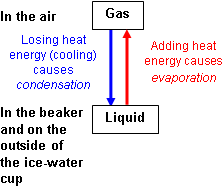 In the air
Gas
Losing heat
energy (cooling)
causes
condensation
Adding heat
energy causes
evaporation
In the beaker
and on the
outside of
the ice-water
cup
Liquid